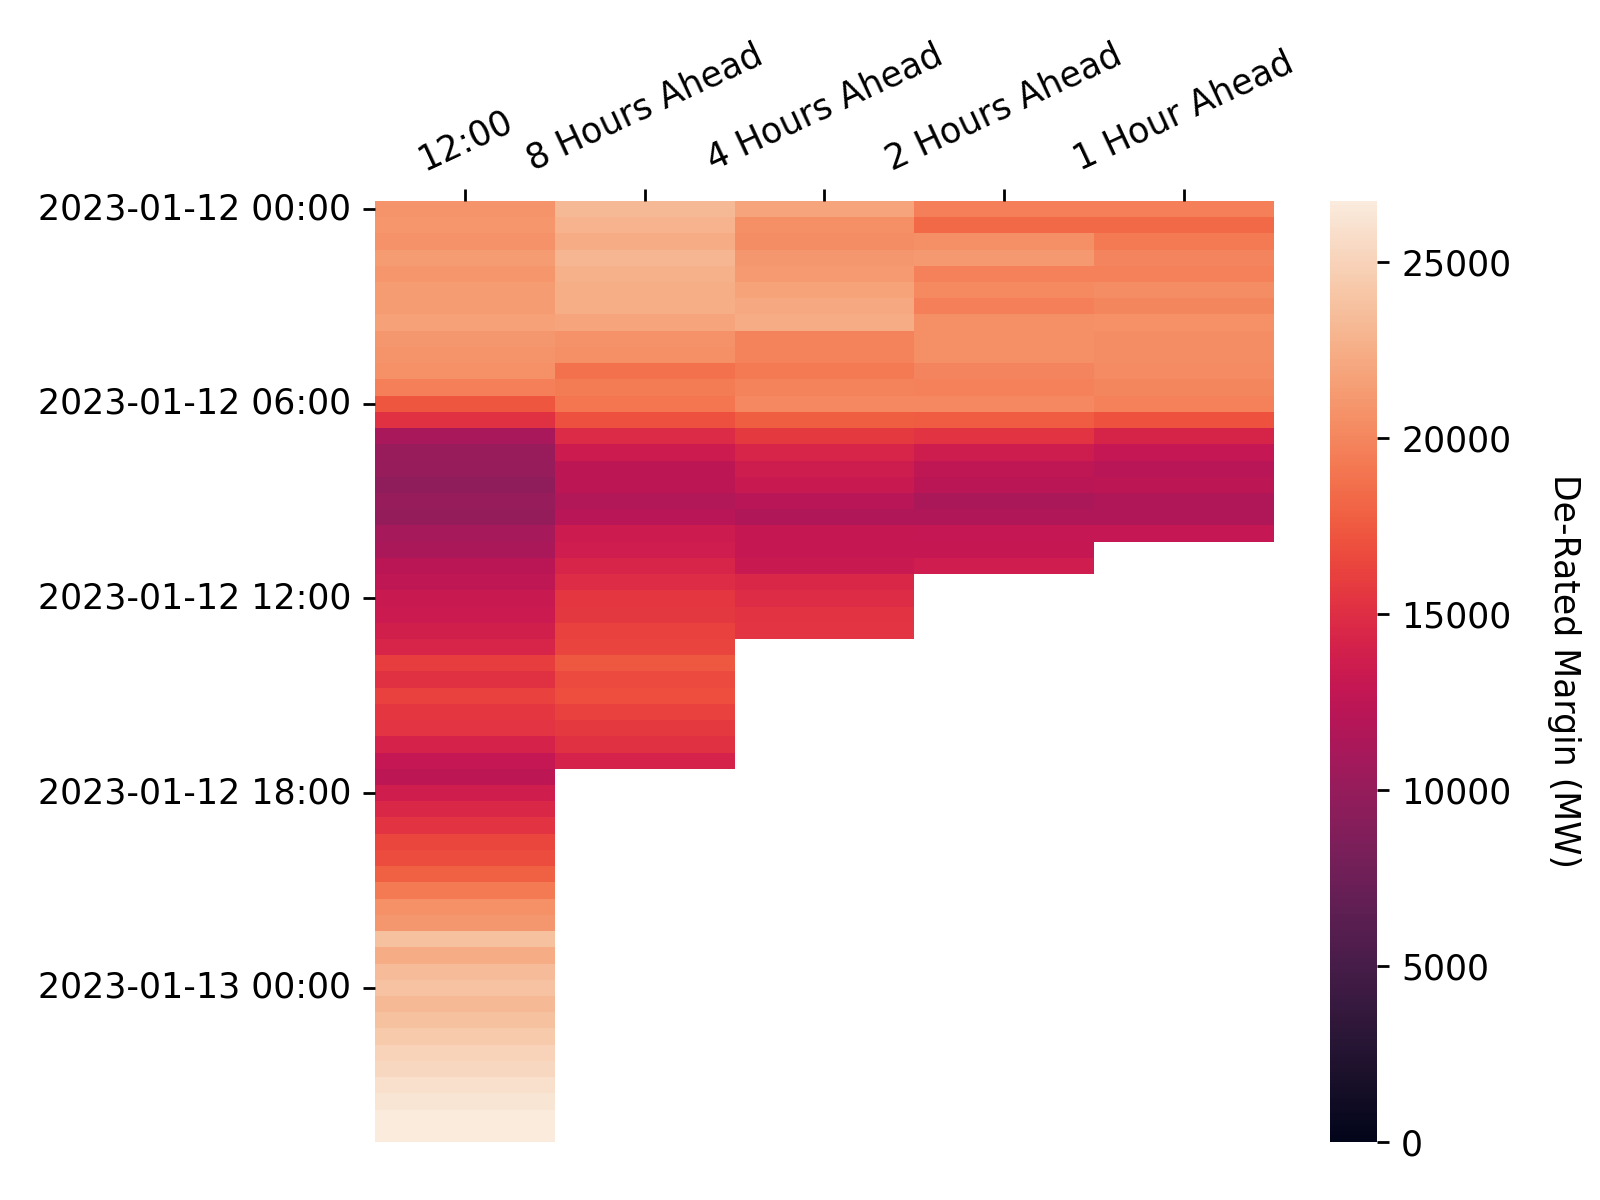 12:00
8 Hours Ahead
4 Hours Ahead
2 Hours Ahead
1 Hour Ahead
2023-01-12 00:00
2023-01-12 06:00
2023-01-12 12:00
2023-01-12 18:00
2023-01-13 00:00
25000
20000
15000
10000
5000
0
De-Rated Margin (MW)